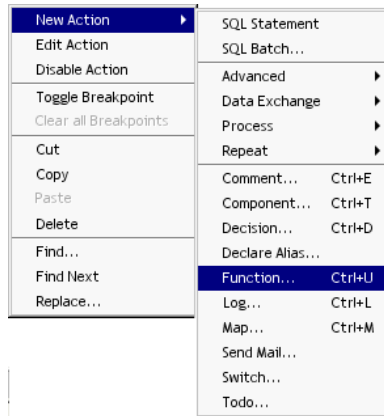 New Action
Edit Action
Disable Action
Toggle Breakpoint
Clear all Breakpoints
Cut
Copy
Paste
Delete
Find...
Find Next
Replace...
SQL Statement
SQL Batch...
Advanced
Data Exchange
Process
Repeat
Comment... Ctrl+E
Component... Ctrl+T
Decision... Ctrl+D
Declare Alias...
Function... Ctrl+U
Log... Ctrl+L
Map... Ctrl+M
Send Mail...
Switch...
Todo...